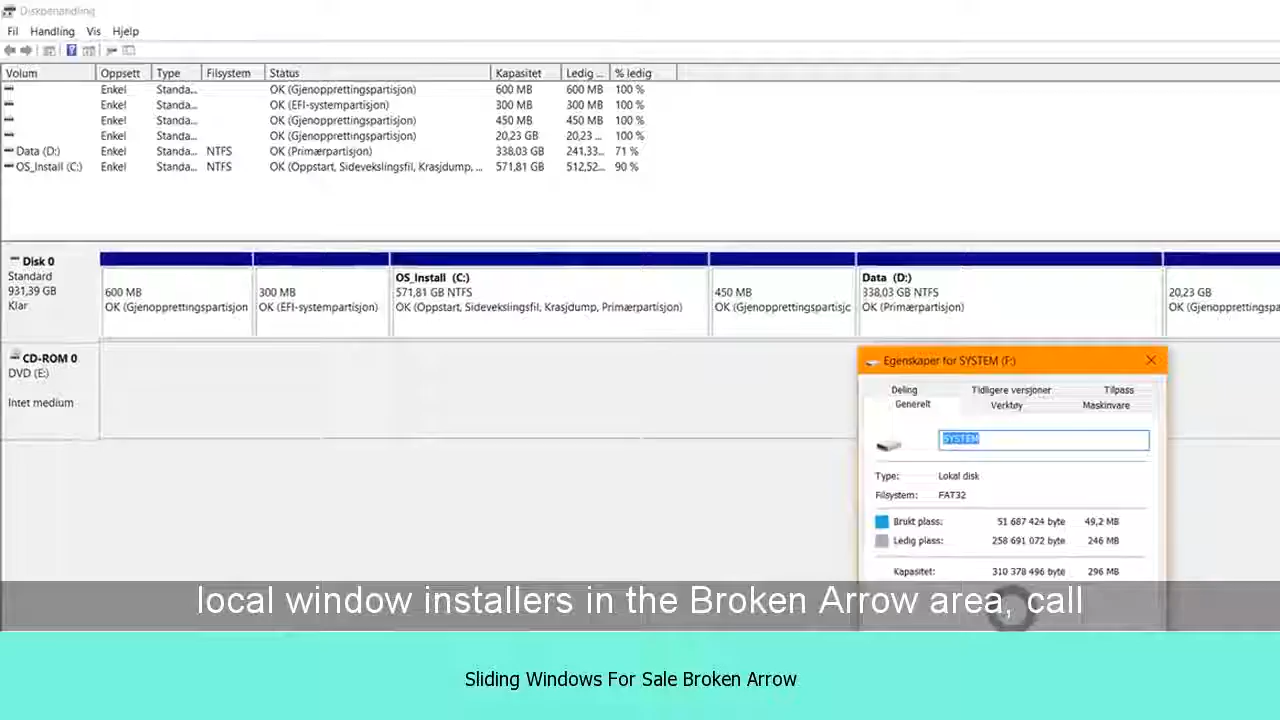 Diskbehandling
Fil Handling Vis Hjelp
Volum Oppsett Type Filsystem Status Kapasitet Ledig ... % ledig
Enkel Standa... OK (Gjenopprettingspartisjon) 600 MB 600 MB 100 %
Enkel Standa... OK (EFI-systempartisjon) 300 MB 300 MB 100 %
Enkel Standa... OK (Gjenopprettingspartisjon) 450 MB 450 MB 100 %
Enkel Standa... OK (Gjenopprettingspartisjon) 20,23 GB 20,23 ... 100 %
Data (D:) Enkel Standa... NTFS OK (Primærpartisjon) 338,03 GB 241,33... 71 %
OS_Install (C:) Enkel Standa... NTFS OK (Oppstart, Sidevekslingsfil, Krasjdump, ... 571,81 GB 512,52... 90 %
Disk 0
Standard
931,39 GB
Klar
600 MB
OK (Gjenopprettingspartisjon
300 MB
OK (EFI-systempartisjon)
OS_Install (C:)
571,81 GB NTFS
OK (Oppstart, Sidevekslingsfil, Krasjdump, Primærpartisjon)
450 MB
OK (Gjenopprettingspartisjc
Data (D:)
338,03 GB NTFS
OK (Primærpartisjon)
20,23 GB
OK (Gjenopprettingspa
CD-ROM 0
DVD (E:)
Intet medium
Egenskaper for SYSTEM (F:)
Deling Tidligere versjoner Tilpass
Generelt Verktøy Maskinvare
SYSTEM
Type: Lokal disk
Filsystem: FAT32
Brukt plass: 51 687 424 byte 49,2 MB
Ledig plass: 258 691 072 byte 246 MB
Kapasitet: 310 378 496 byte 296 MB
local window installers in the Broken Arrow area, call
Sliding Windows For Sale Broken Arrow